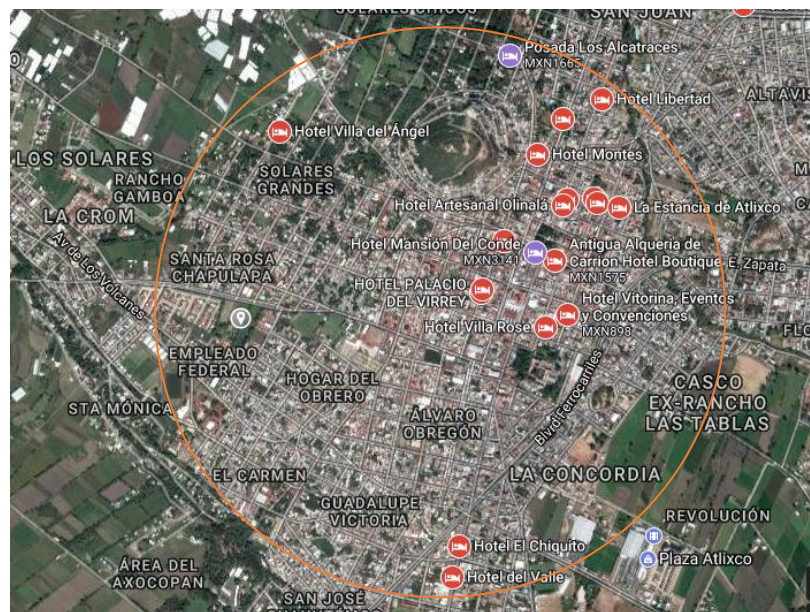 SOLARES CHICOS
SAN JUAN
Posada Los Alcatraces
MXN1665
Hotel Libertad
ALTAVIS
Hotel Villa del Ángel
LOS SOLARES
SOLARES
GRANDES
Hotel Montes
RANCHO
GAMBOA
LA CROM
Hotel Artesanal Olinalá
La Estancia de Atlixco
Av. de Los Volcanes
SANTA ROSA
CHAPULAPA
Hotel Mansión Del Conde
MXN3141
Antigua Alquería de
Carrion Hotel Boutique
MXN1575
E. Zapata
HOTEL PALACIO
DEL VIRREY
Hotel Vitorina, Eventos
y Convenciones
MXN898
Hotel Villa Rose
FLO
EMPLEADO
FEDERAL
HOGAR DEL
OBRERO
Blvrd Ferrocarriles
CASCO
EX-RANCHO
LAS TABLAS
STA MÓNICA
ÁLVARO
OBREGÓN
EL CARMEN
LA CONCORDIA
GUADALUPE
VICTORIA
REVOLUCIÓN
Hotel El Chiquito
Plaza Atlixco
ÁREA DEL
AXOCOPAN
Hotel del Valle
SAN JOSÉ